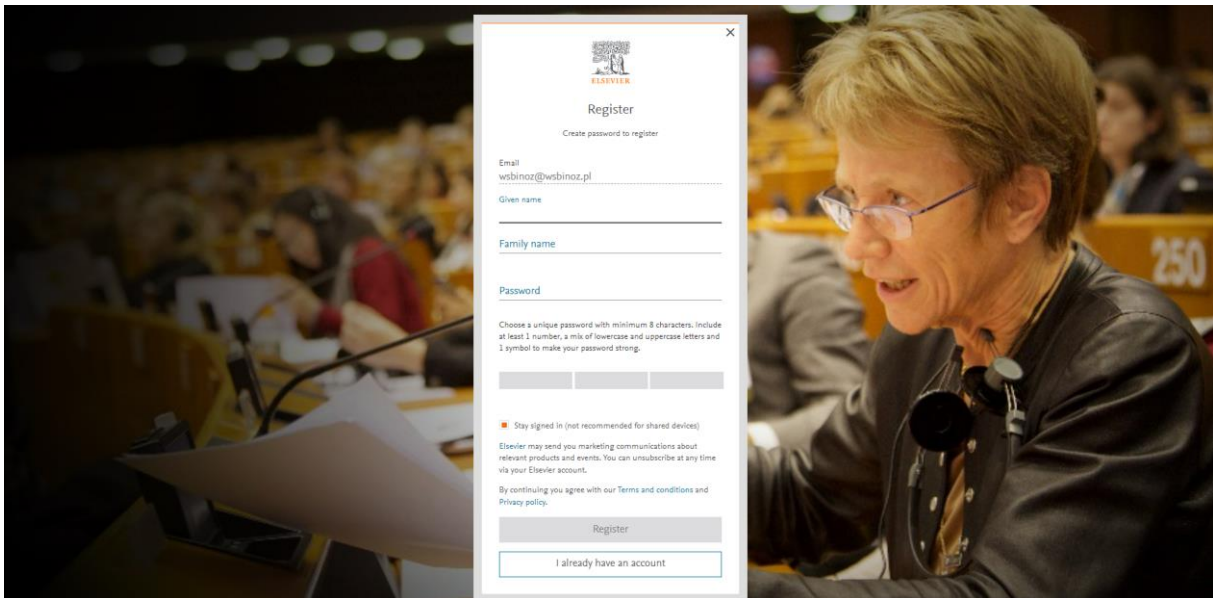 ELSEVIER
Register
Create password to register
Email
wsbinoz@wsbinoz.pl
Given name
Family name
Password
Choose a unique password with minimum 8 characters. Include
at least 1 number, a mix of lowercase and uppercase letters and
1 symbol to make your password strong.
Stay signed in (not recommended for shared devices)
Elsevier may send you marketing communications about
relevant products and events. You can unsubscribe at any time
via your Elsevier account.
By continuing you agree with our Terms and conditions and
Privacy policy.
Register
I already have an account
250